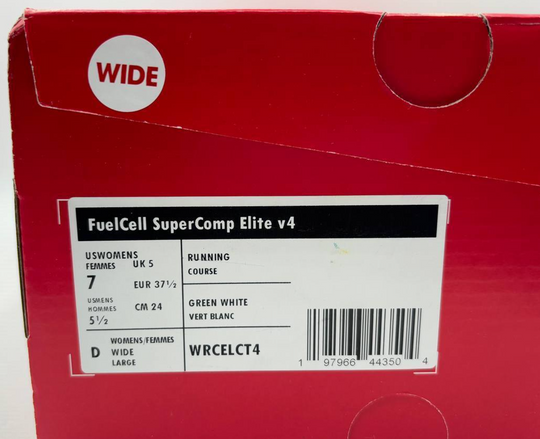 WIDE
FuelCell SuperComp Elite v4
USWOMENS
FEMMES
UK 5
7
EUR 37½
USMENS
HOMMES
CM 24
5½
RUNNING
COURSE
GREEN WHITE
VERT BLANC
D
WOMENS/FEMMES
WIDE
LARGE
WRCELCT4
1 97966 44350 4